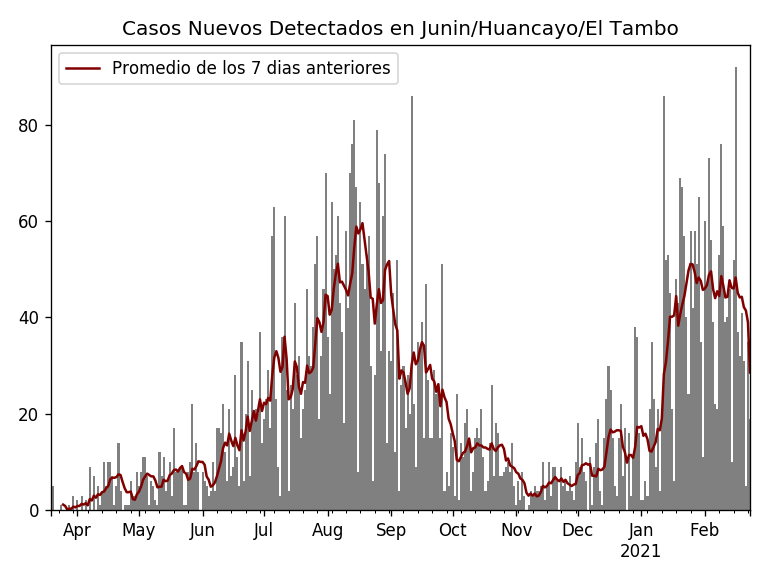 Casos Nuevos Detectados en Junin/Huancayo/El Tambo
Promedio de los 7 dias anteriores
80
60
40
20
0
Apr May Jun Jul Aug Sep Oct Nov Dec Jan Feb
2021